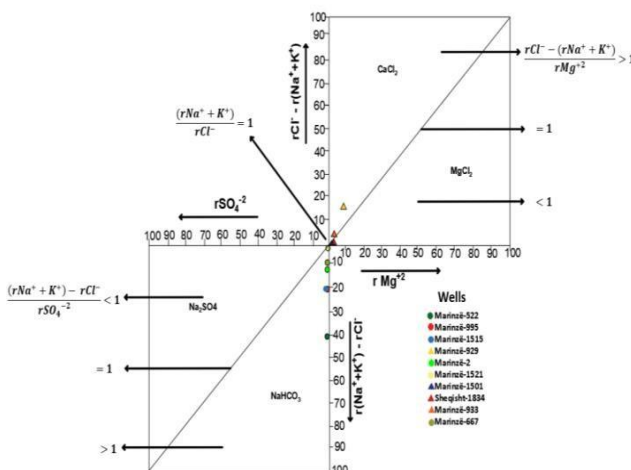 100
90
80
70
60
50
40
30
20
10
rCl⁻ - r(Na⁺+K⁺)
CaCl₂
MgCl₂
rCl⁻ − (rNa⁺ + K⁺)
rMg⁺²
> 1
= 1
< 1
(rNa⁺ + K⁺)
rCl⁻
= 1
rSO₄⁻²
100 90 80 70 60 50 40 30 20 10 0
10 20 30 40 50 60 70 80 90 100
r Mg⁺²
(rNa⁺ + K⁺) − rCl⁻
rSO₄⁻²
< 1
Na₂SO4
= 1
> 1
NaHCO₃
10
20
30
40
50
60
70
80
90
100
r(Na⁺+K⁺) - rCl⁻
Wells
Marinzë-522
Marinzë-995
Marinzë-1515
Marinzë-929
Marinzë-2
Marinzë-1521
Marinzë-1501
Sheqisht-1834
Marinzë-933
Marinzë-667